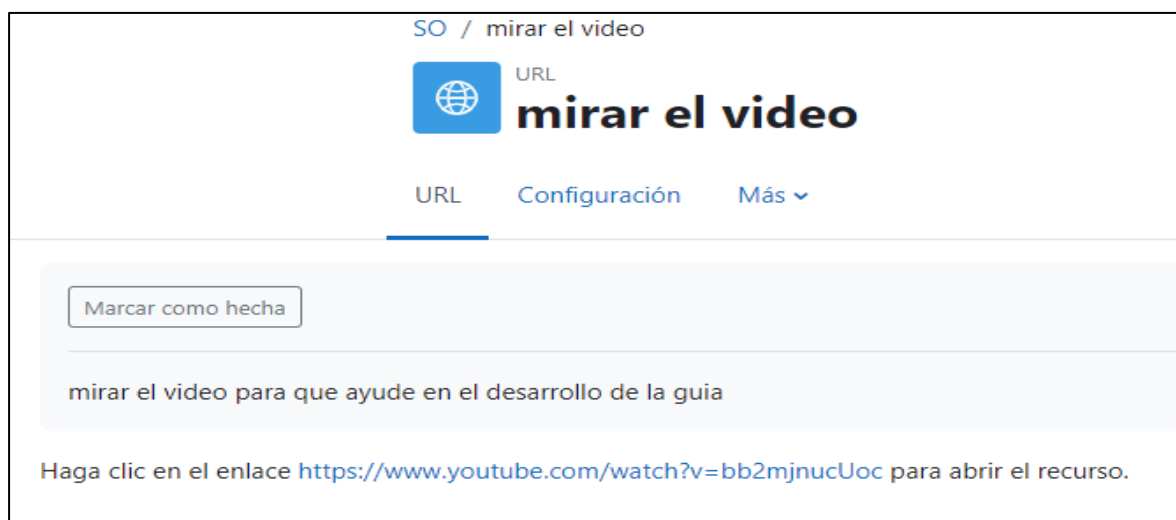 SO / mirar el video
URL
mirar el video
URL Configuración Más
Marcar como hecha
mirar el video para que ayude en el desarrollo de la guia
Haga clic en el enlace https://www.youtube.com/watch?v=bb2mjnucUoc para abrir el recurso.